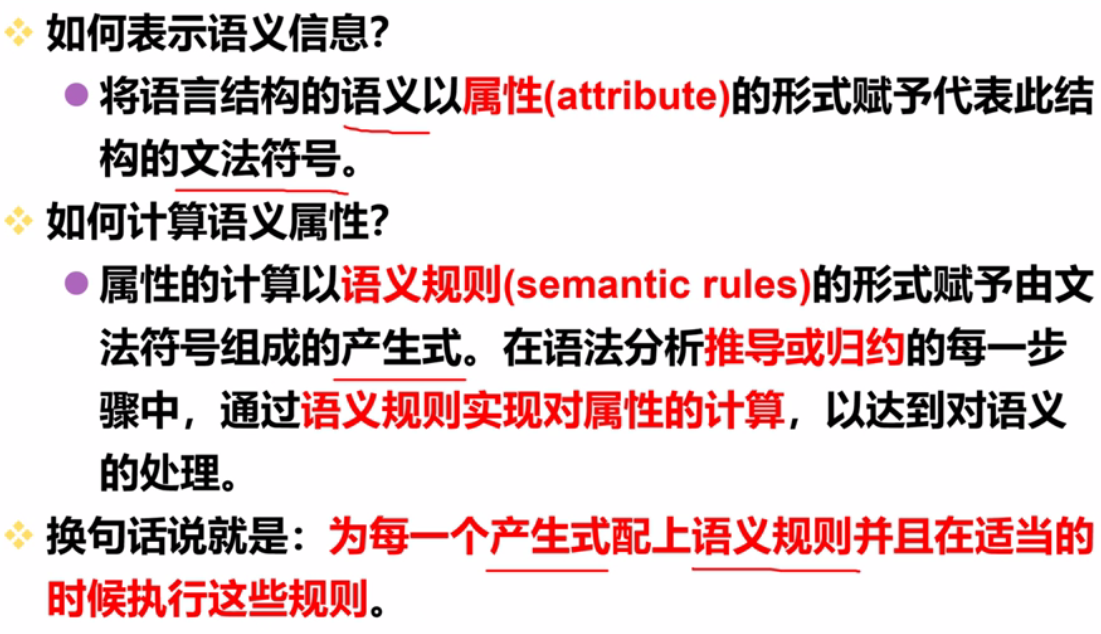 如何表示语义信息？
将语言结构的语义以属性(attribute)的形式赋予代表此结
构的文法符号。
如何计算语义属性？
属性的计算以语义规则(semantic rules)的形式赋予由文
法符号组成的产生式。在语法分析推导或归约的每一步
骤中，通过语义规则实现对属性的计算，以达到对语义
的处理。
换句话说就是：为每一个产生式配上语义规则并且在适当的
时候执行这些规则。